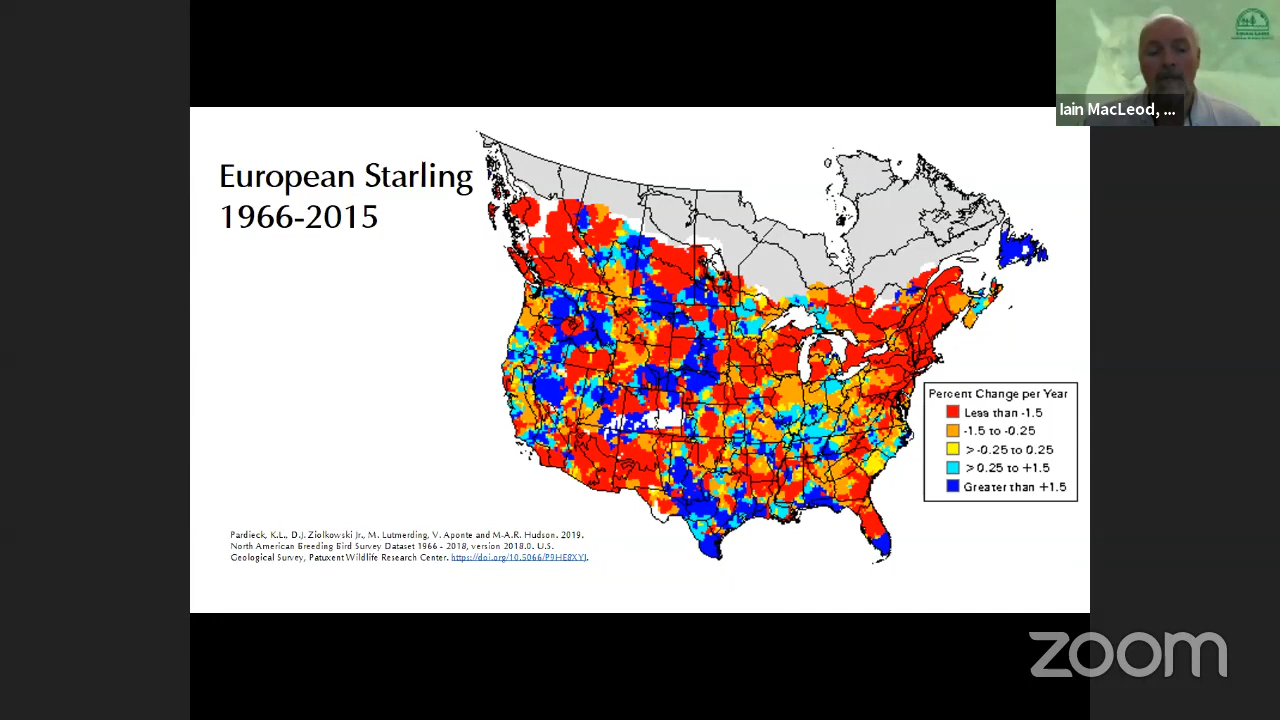 Iain MacLeod, ...
European Starling
1966-2015
Percent Change per Year
Less than -1.5
-1.5 to -0.25
> -0.25 to 0.25
> 0.25 to +1.5
Greater than +1.5
Pardieck, K.L., D.J. Ziolkowski Jr., M. Lutmerding, V. Aponte and M-A.R. Hudson. 2019.
North American Breeding Bird Survey Dataset 1966 - 2018, version 2018.0. U.S.
Geological Survey, Patuxent Wildlife Research Center. https://doi.org/10.5066/P9HE8XYJ.
zoom